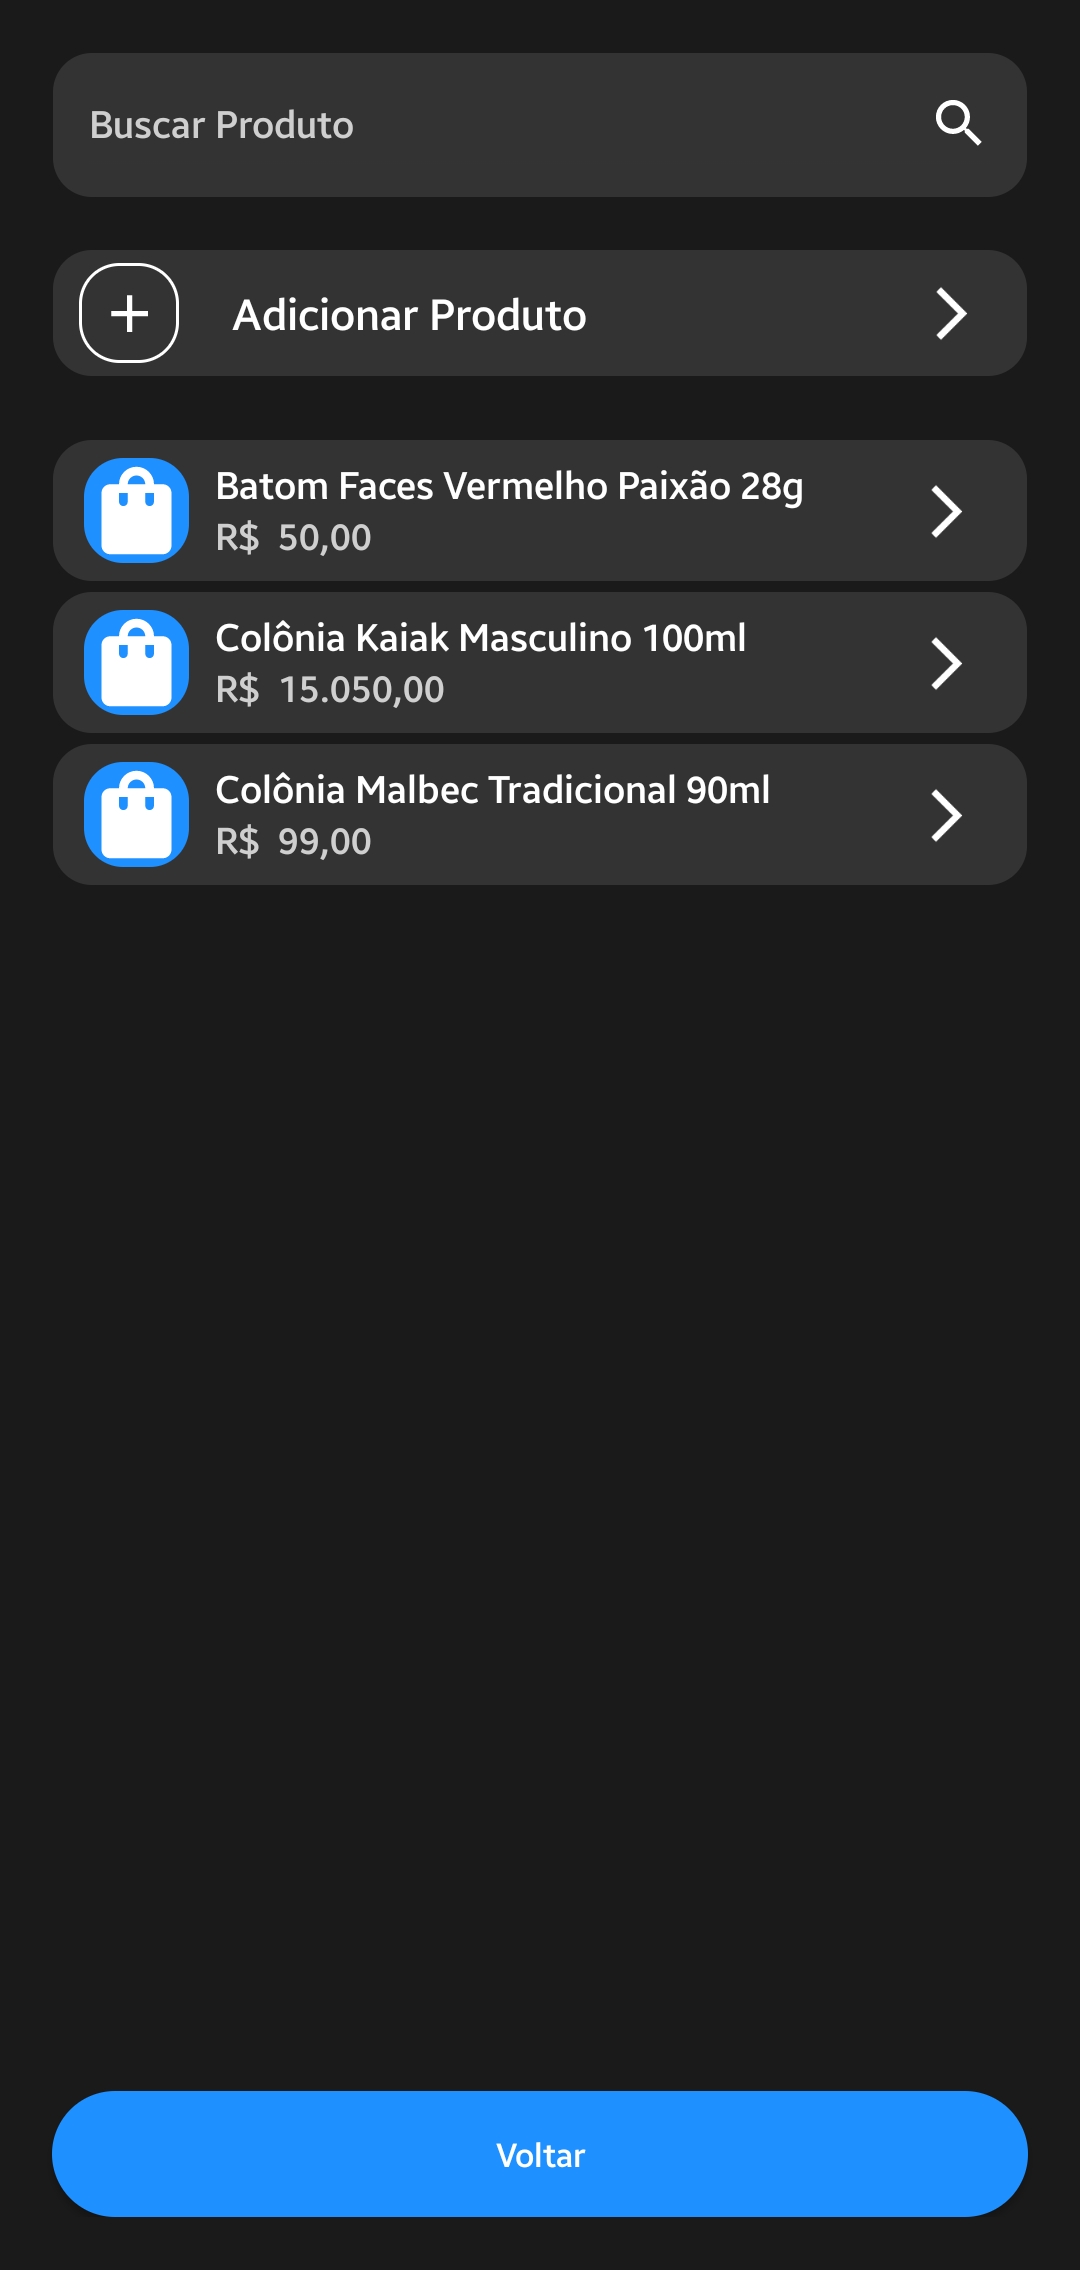 Buscar Produto
Adicionar Produto
Batom Faces Vermelho Paixão 28g
R$ 50,00
Colônia Kaiak Masculino 100ml
R$ 15.050,00
Colônia Malbec Tradicional 90ml
R$ 99,00
Voltar